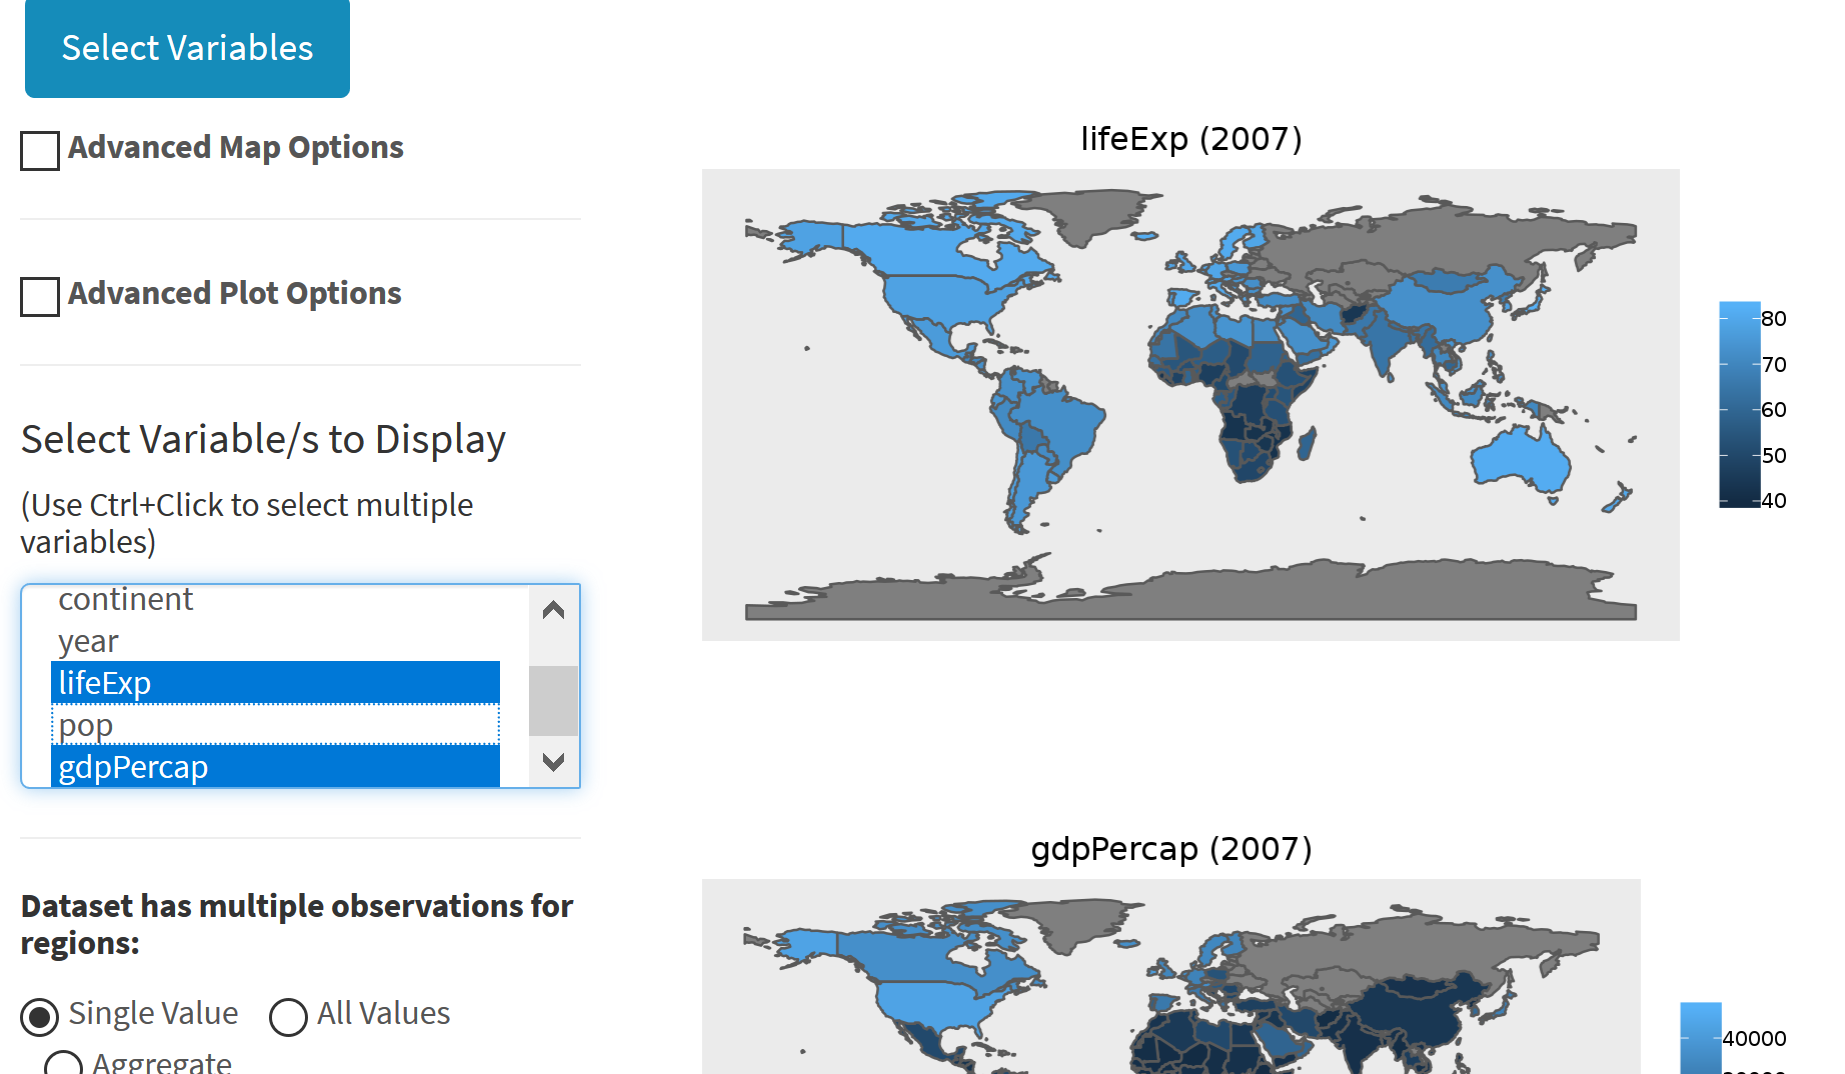 Select Variables
Advanced Map Options
Advanced Plot Options
Select Variable/s to Display
(Use Ctrl+Click to select multiple
variables)
continent
year
lifeExp
pop
gdpPercap
Dataset has multiple observations for
regions:
Single Value
All Values
Aggregate
lifeExp (2007)
80
70
60
50
40
gdpPercap (2007)
40000